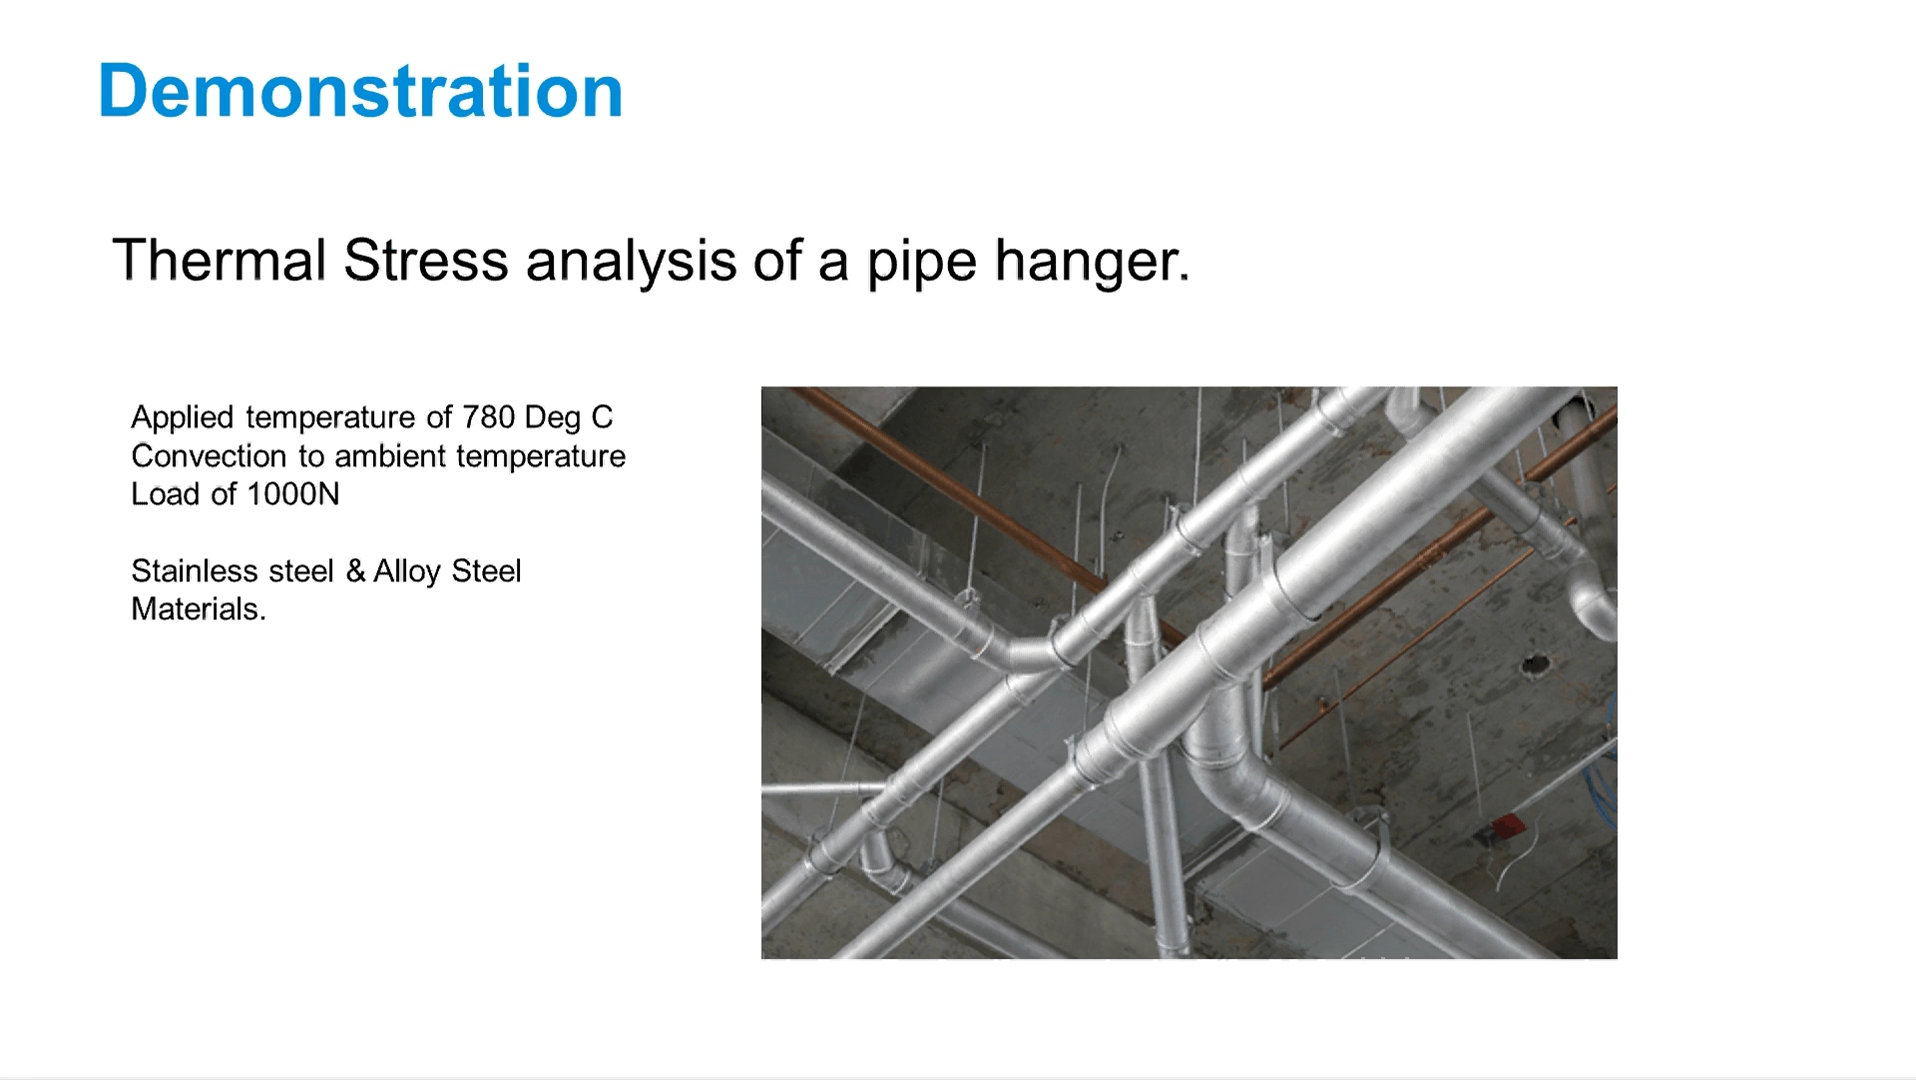 Demonstration
Thermal Stress analysis of a pipe hanger.
Applied temperature of 780 Deg C
Convection to ambient temperature
Load of 1000N
Stainless steel & Alloy Steel
Materials.